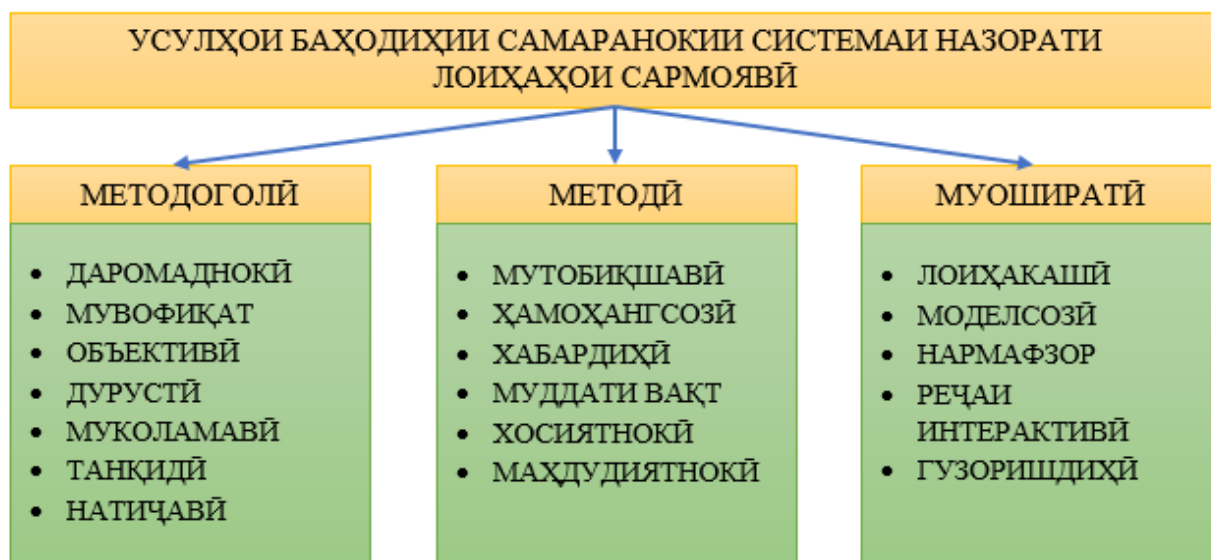 УСУЛҲОИ БАҲОДИҲИИ САМАРАНОКИИ СИСТЕМАИ НАЗОРАТИ
ЛОИҲАҲОИ САРМОЯВӢ
МЕТОДОГОЛӢ
• ДАРОМАДНОКӢ
• МУВОФИҚАТ
• ОБЪЕКТИВӢ
• ДУРУСТӢ
• МУКОЛАМАВӢ
• ТАНҚИДӢ
• НАТИҶАВӢ
МЕТОДӢ
• МУТОБИҚШАВӢ
• ҲАМОҲАНГСОЗӢ
• ХАБАРДИҲӢ
• МУДДАТИ ВАҚТ
• ХОСИЯТНОКӢ
• МАҲДУДИЯТНОКӢ
МУОШИРАТӢ
• ЛОИҲАКАШӢ
• МОДЕЛСОЗӢ
• НАРМАФЗОР
• РЕҶАИ
ИНТЕРАКТИВӢ
• ГУЗОРИШДИҲӢ